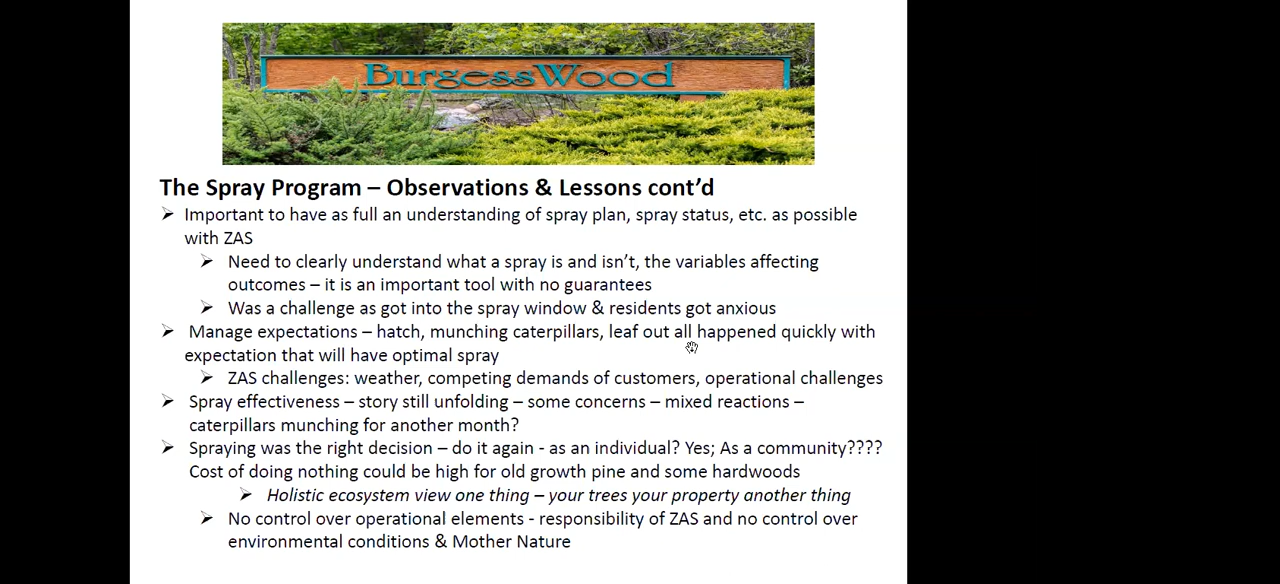 BurgessWood
The Spray Program – Observations & Lessons cont’d
➢ Important to have as full an understanding of spray plan, spray status, etc. as possible
with ZAS
➢ Need to clearly understand what a spray is and isn’t, the variables affecting
outcomes – it is an important tool with no guarantees
➢ Was a challenge as got into the spray window & residents got anxious
➢ Manage expectations – hatch, munching caterpillars, leaf out all happened quickly with
expectation that will have optimal spray
➢ ZAS challenges: weather, competing demands of customers, operational challenges
➢ Spray effectiveness – story still unfolding – some concerns – mixed reactions –
caterpillars munching for another month?
➢ Spraying was the right decision – do it again - as an individual? Yes; As a community????
Cost of doing nothing could be high for old growth pine and some hardwoods
➢ Holistic ecosystem view one thing – your trees your property another thing
➢ No control over operational elements - responsibility of ZAS and no control over
environmental conditions & Mother Nature